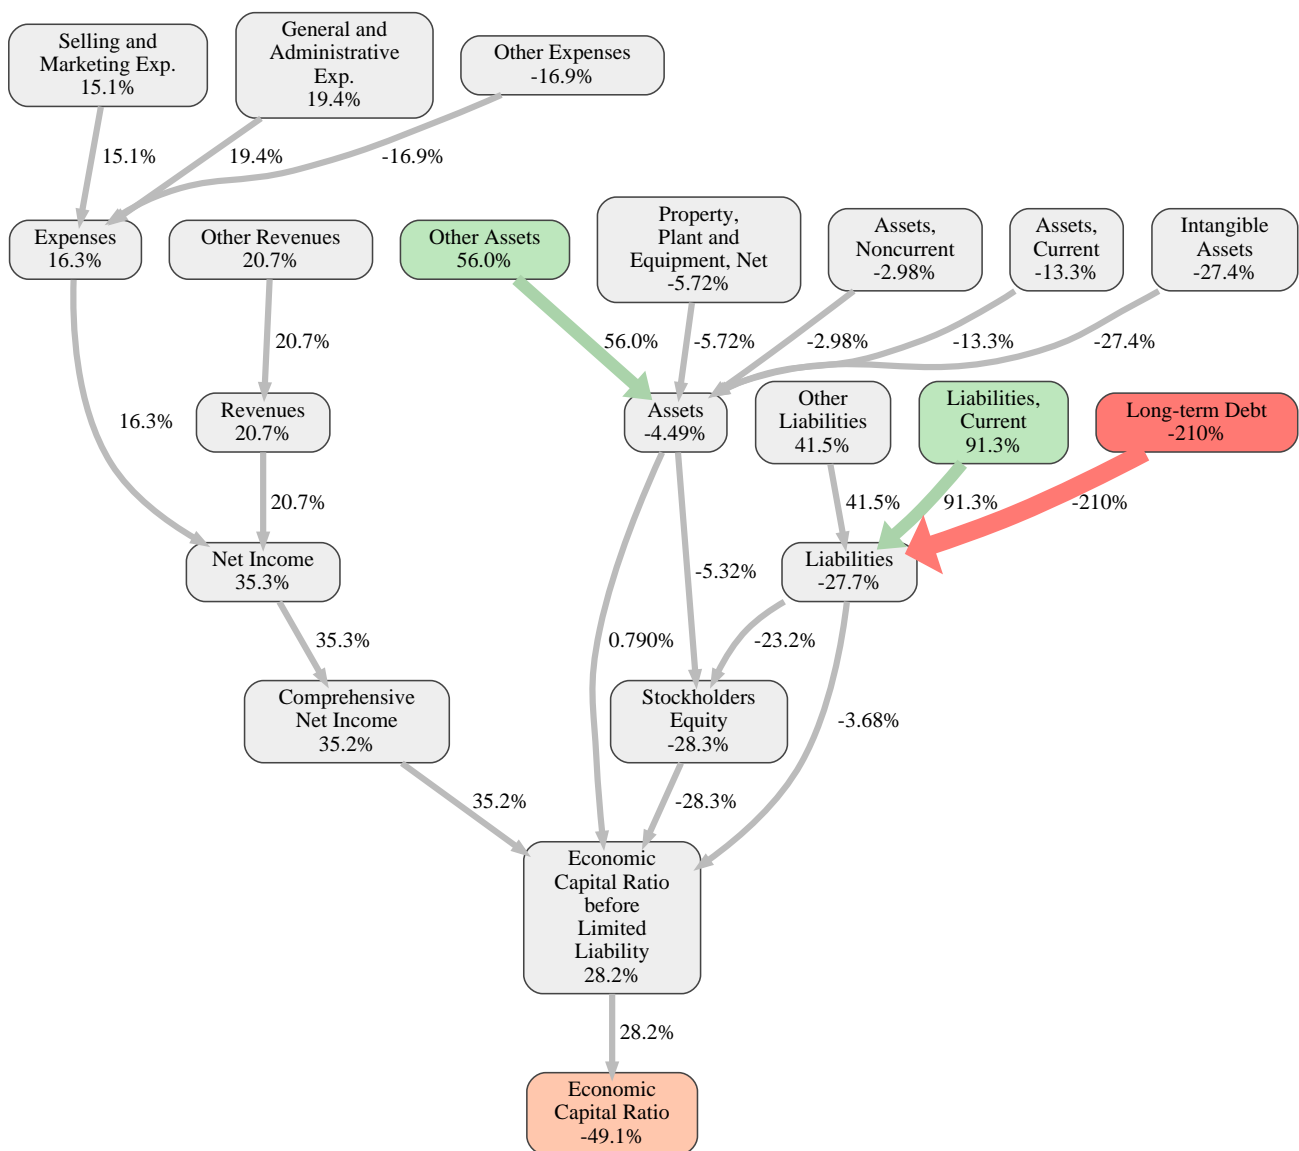 Selling and
Marketing Exp.
15.1%
General and
Administrative
Exp.
19.4%
Other Expenses
-16.9%
15.1%
19.4%
-16.9%
Expenses
16.3%
Other Revenues
20.7%
Other Assets
56.0%
Property,
Plant and
Equipment, Net
-5.72%
Assets,
Noncurrent
-2.98%
Assets,
Current
-13.3%
Intangible
Assets
-27.4%
20.7%
56.0%
-5.72%
-2.98%
-13.3%
-27.4%
16.3%
Revenues
20.7%
Assets
-4.49%
Other
Liabilities
41.5%
Liabilities,
Current
91.3%
Long-term Debt
-210%
20.7%
41.5%
91.3%
-210%
Net Income
35.3%
-5.32%
Liabilities
-27.7%
35.3%
0.790%
-23.2%
-3.68%
Comprehensive
Net Income
35.2%
Stockholders
Equity
-28.3%
35.2%
-28.3%
Economic
Capital Ratio
before
Limited
Liability
28.2%
28.2%
Economic
Capital Ratio
-49.1%